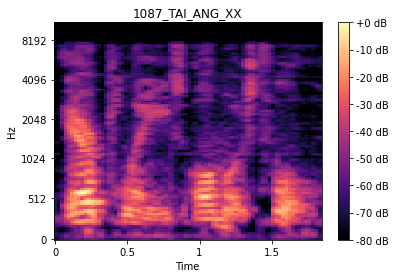 1087_TAI_ANG_XX
8192
4096
2048
1024
512
0
Hz
0
0.5
1
1.5
Time
+0 dB
-10 dB
-20 dB
-30 dB
-40 dB
-50 dB
-60 dB
-70 dB
-80 dB